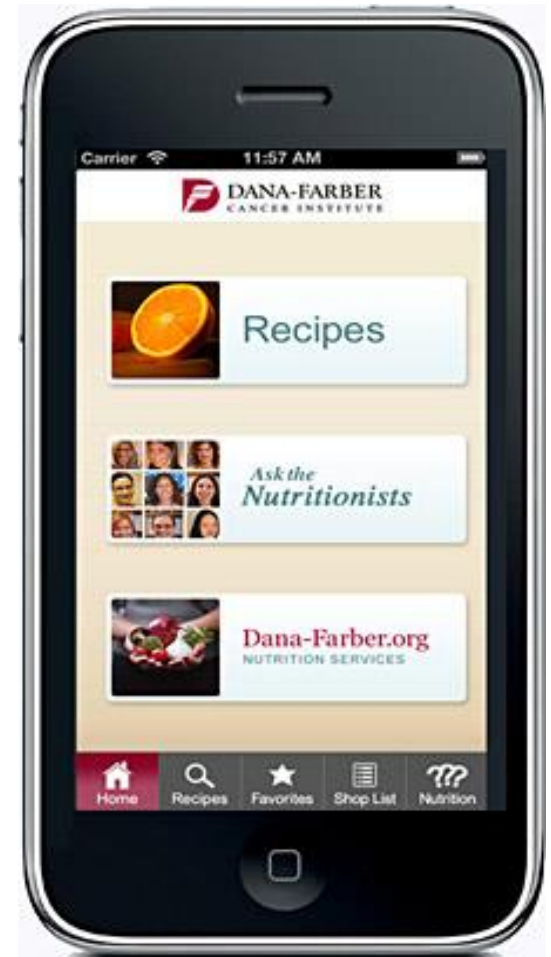 Carrier 11:57 AM
DANA-FARBER
CANCER INSTITUTE
Recipes
Ask the
Nutritionists
Dana-Farber.org
NUTRITION SERVICES
Home Recipes Favorites Shop List Nutrition